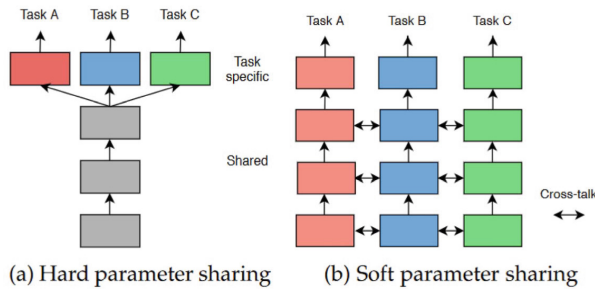 Task A Task B Task C
Task specific
Shared
(a) Hard parameter sharing
Task A Task B Task C
Cross-talk
(b) Soft parameter sharing